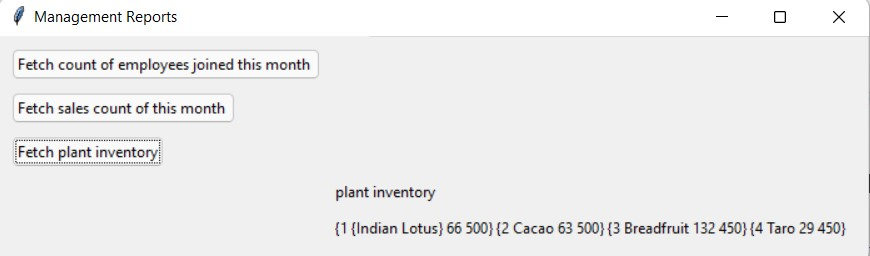 Management Reports
Fetch count of employees joined this month
Fetch sales count of this month
Fetch plant inventory
plant inventory
{1 {Indian Lotus} 66 500} {2 Cacao 63 500} {3 Breadfruit 132 450} {4 Taro 29 450}